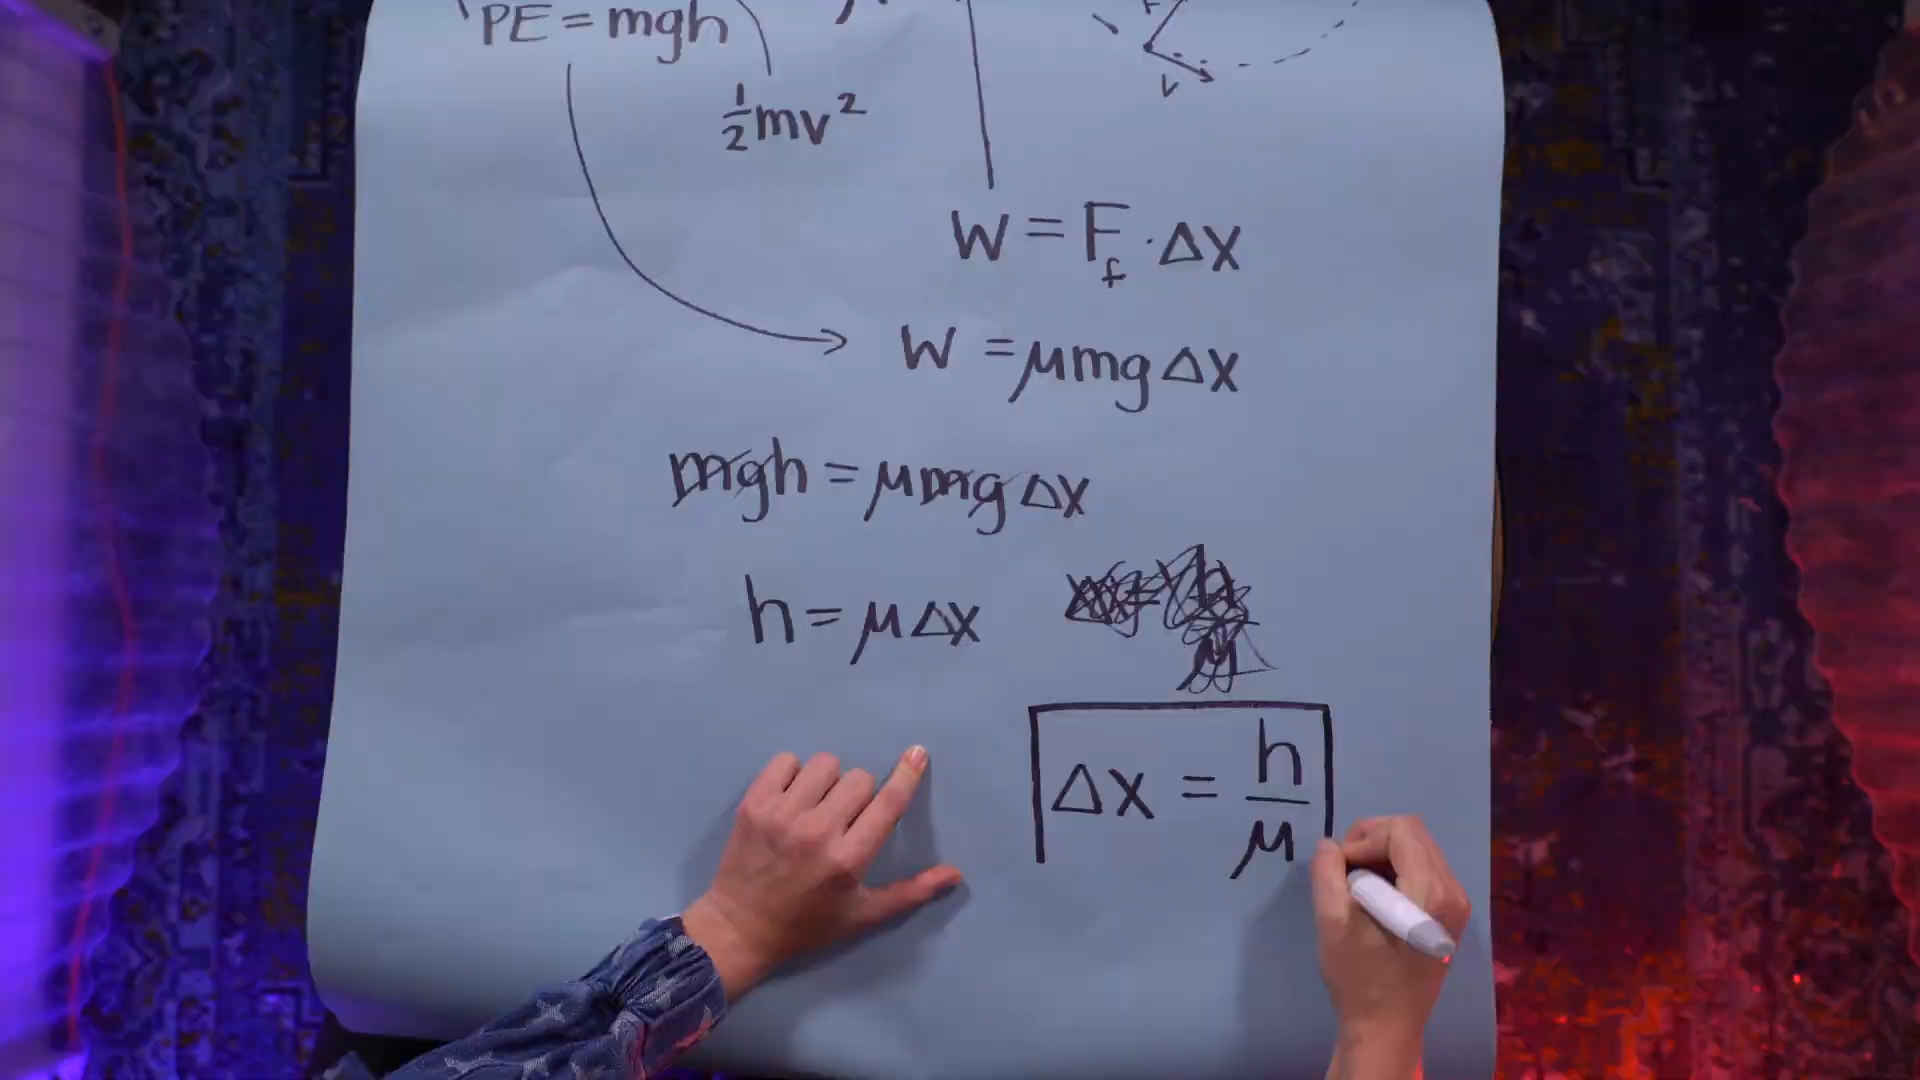 PE = mgh
½mv²
V
W = F_f · Δx
W = μmgΔx
mgh = μmgΔx
h = μΔx
Δx = h/μ